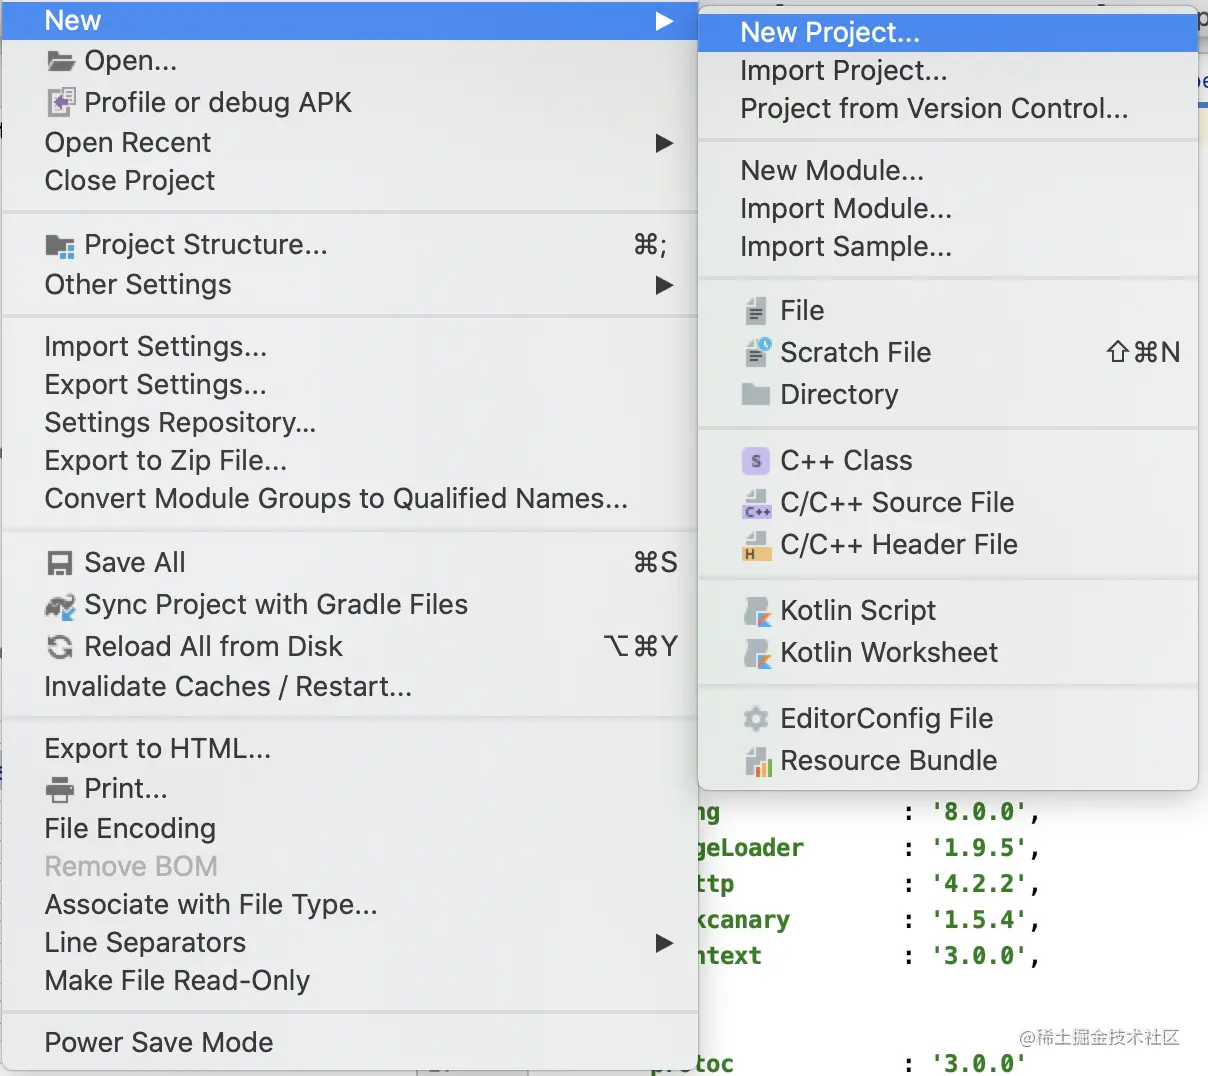 New
Open...
Profile or debug APK
Open Recent
Close Project
Project Structure... ⌘;
Other Settings
Import Settings...
Export Settings...
Settings Repository...
Export to Zip File...
Convert Module Groups to Qualified Names...
Save All ⌘S
Sync Project with Gradle Files
Reload All from Disk ⌥⌘Y
Invalidate Caches / Restart...
Export to HTML...
Print...
File Encoding
Remove BOM
Associate with File Type...
Line Separators
Make File Read-Only
Power Save Mode
New Project...
Import Project...
Project from Version Control...
New Module...
Import Module...
Import Sample...
File
Scratch File ⇧⌘N
Directory
S C++ Class
C++ C/C++ Source File
H C/C++ Header File
Kotlin Script
Kotlin Worksheet
EditorConfig File
Resource Bundle
ng : '8.0.0',
geLoader : '1.9.5',
ttp : '4.2.2',
kcanary : '1.5.4',
ntext : '3.0.0',
@稀土掘金技术社区
protoc : '3.0.0'